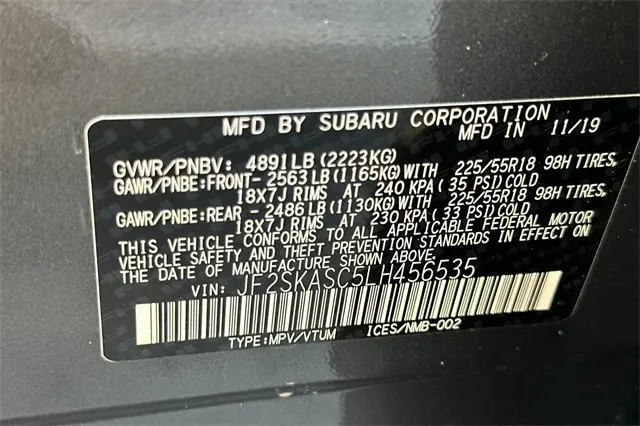 MFD BY SUBARU CORPORATION
MFD IN 11/19
GVWR/PNBV: 4891LB(2223KG)
GAWR/PNBE:FRONT-2563LB(1165KG)WITH 225/55R18 98H TIRES,
18X7J RIMS AT 240 KPA(35 PSI)COLD
GAWR/PNBE:REAR -2486LB(1130KG)WITH 225/55R18 98H TIRES,
18X7J RIMS AT 230 KPA(33 PSI)COLD
THIS VEHICLE CONFORMS TO ALL APPLICABLE FEDERAL MOTOR
VEHICLE SAFETY AND THEFT PREVENTION STANDARDS IN EFFECT ON
THE DATE OF MANUFACTURE SHOWN ABOVE.
VIN: JF2SKASC5LH456535
TYPE:MPV/VTUM ICES/NMB-002